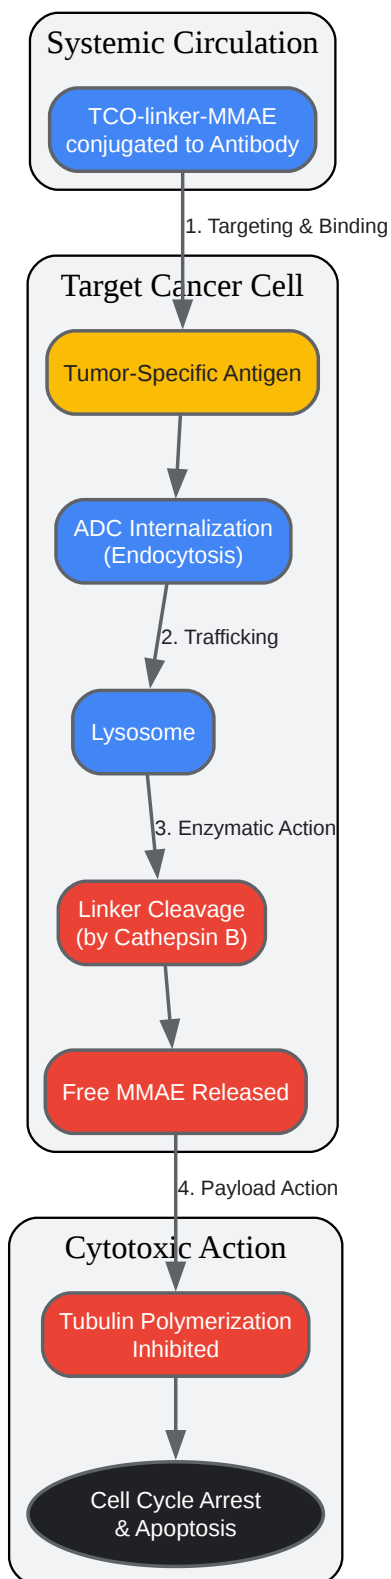 Systemic Circulation
TCO-linker-MMAE
conjugated to Antibody
1. Targeting & Binding
Target Cancer Cell
Tumor-Specific Antigen
ADC Internalization
(Endocytosis)
2. Trafficking
Lysosome
3. Enzymatic Action
Linker Cleavage
(by Cathepsin B)
Free MMAE Released
4. Payload Action
Cytotoxic Action
Tubulin Polymerization
Inhibited
Cell Cycle Arrest
& Apoptosis